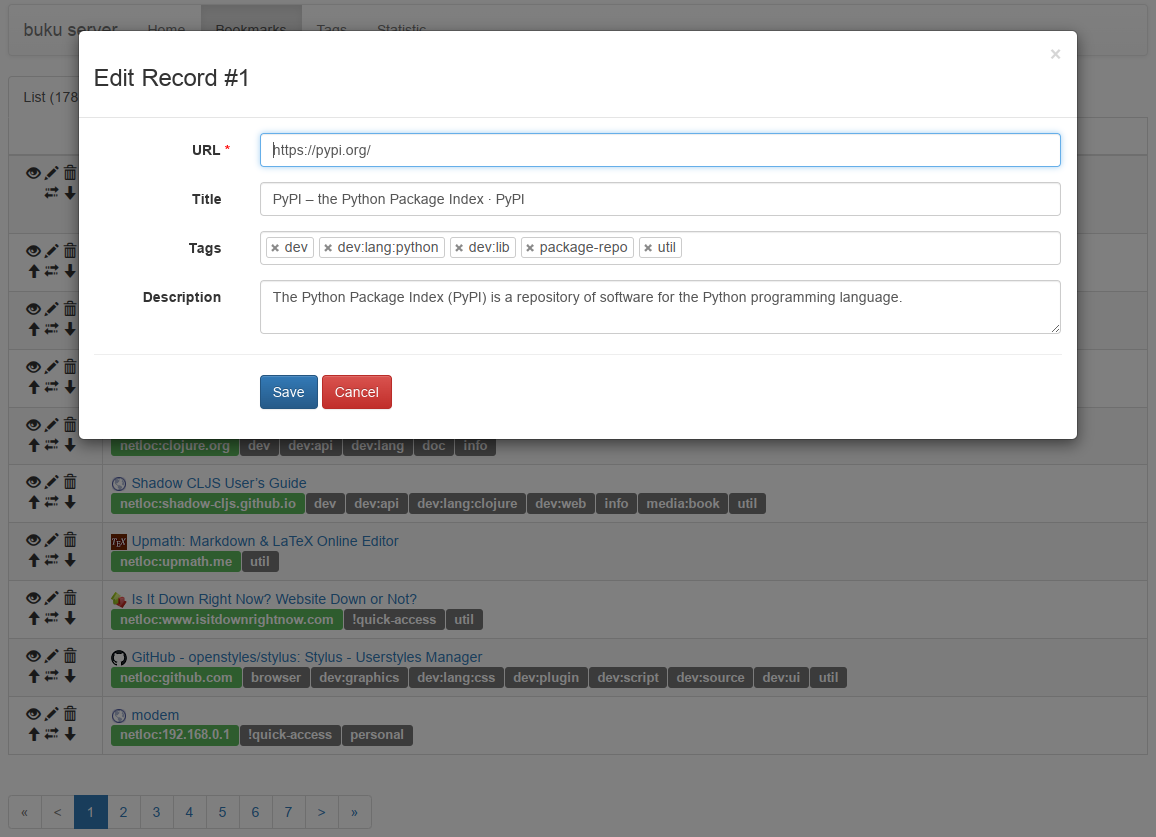 buku server Home Bookmarks Tags Statistic
×
Edit Record #1
List (178
URL *
https://pypi.org/
Title
PyPI – the Python Package Index · PyPI
Tags
× dev × dev:lang:python × dev:lib × package-repo × util
Description
The Python Package Index (PyPI) is a repository of software for the Python programming language.
Save Cancel
netloc:clojure.org dev dev:api dev:lang doc info
Shadow CLJS User’s Guide
netloc:shadow-cljs.github.io dev dev:api dev:lang:clojure dev:web info media:book util
TEX Upmath: Markdown & LaTeX Online Editor
netloc:upmath.me util
Is It Down Right Now? Website Down or Not?
netloc:www.isitdownrightnow.com !quick-access util
GitHub - openstyles/stylus: Stylus - Userstyles Manager
netloc:github.com browser dev:graphics dev:lang:css dev:plugin dev:script dev:source dev:ui util
modem
netloc:192.168.0.1 !quick-access personal
« < 1 2 3 4 5 6 7 > »